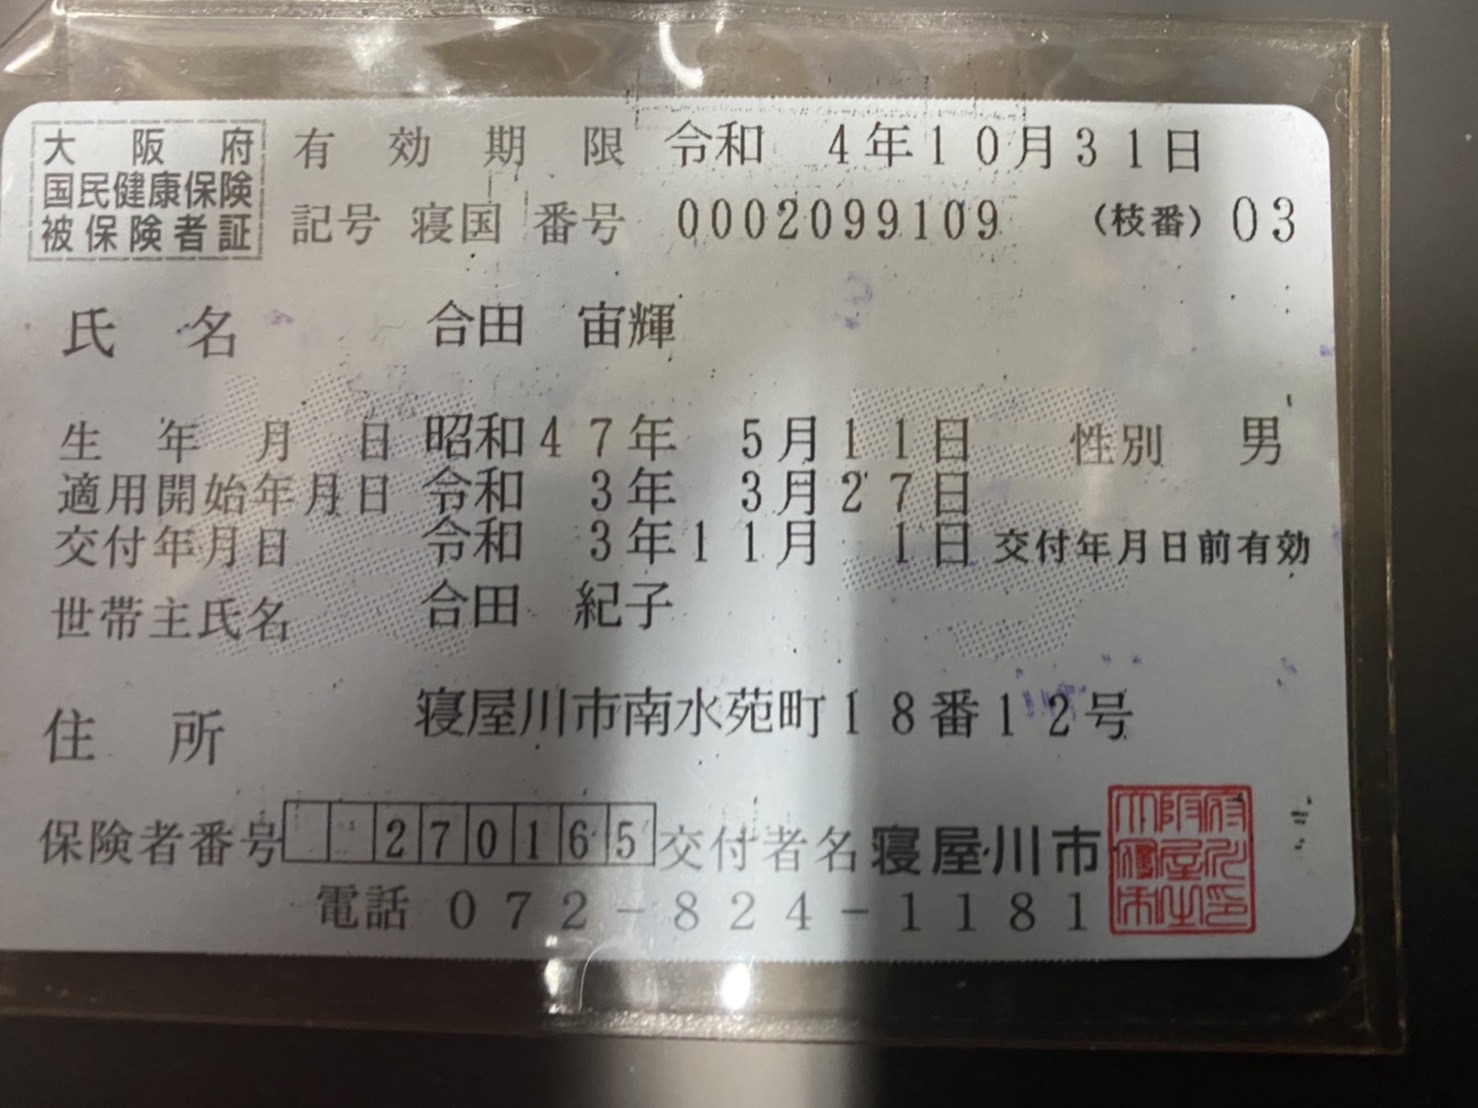 大阪府
国民健康保険
被保険者証
有効期限 令和 4年10月31日
記号 寝国 番号 0002099109 (枝番) 03
氏名 合田 宙輝
生年月日 昭和47年 5月11日 性別 男
適用開始年月日 令和 3年 3月27日
交付年月日 令和 3年11月 1日 交付年月日前有効
世帯主氏名 合田 紀子
住所 寝屋川市南水苑町18番12号
保険者番号 270165 交付者名 寝屋川市
電話 072-824-1181